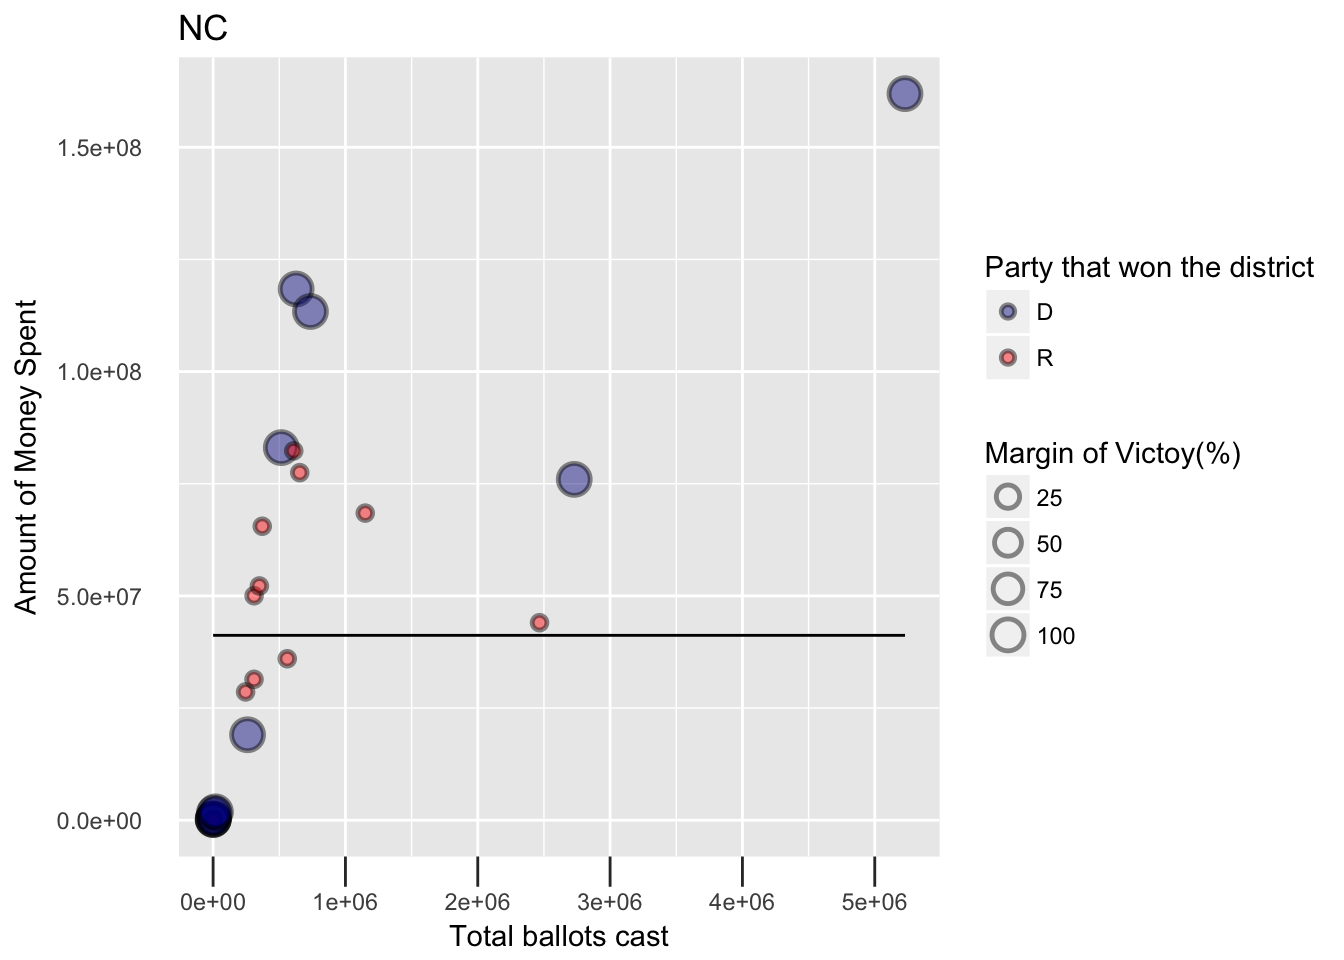 NC
1.5e+08
1.0e+08
5.0e+07
0.0e+00
Amount of Money Spent
0e+00 1e+06 2e+06 3e+06 4e+06 5e+06
Total ballots cast
Party that won the district
D
R
Margin of Victoy(%)
25
50
75
100